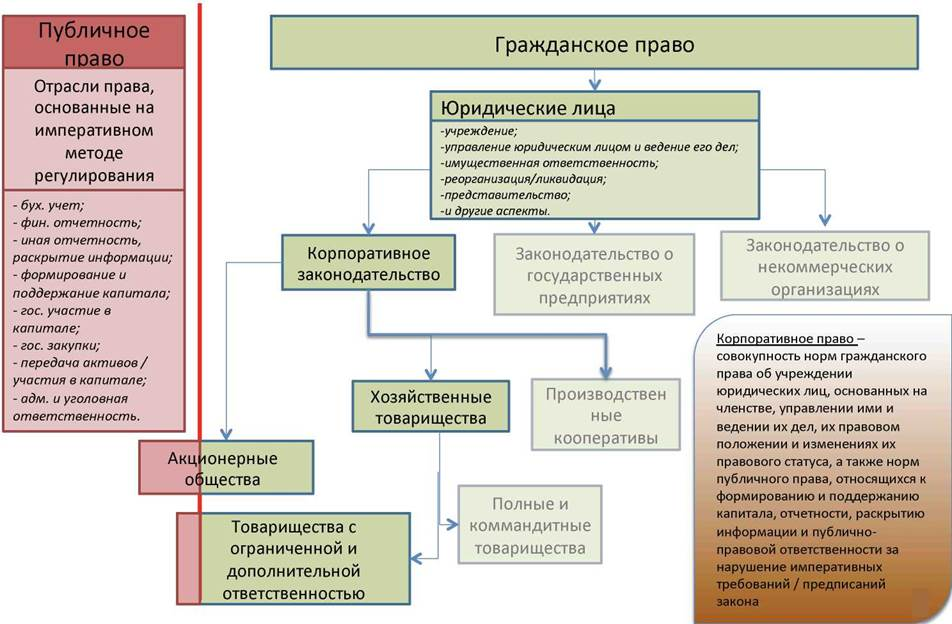 Публичное
право
Отрасли права,
основанные на
императивном
методе
регулирования
- бух. учет;
- фин. отчетность;
- иная отчетность,
раскрытие информации;
- формирование и
поддержание капитала;
- гос. участие в
капитале;
- гос. закупки;
- передача активов /
участия в капитале;
- адм. и уголовная
ответственность.
Гражданское право
Юридические лица
-учреждение;
-управление юридическим лицом и ведение его дел;
-имущественная ответственность;
-реорганизация/ликвидация;
-представительство;
-и другие аспекты.
Корпоративное
законодательство
Законодательство о
государственных
предприятиях
Законодательство о
некоммерческих
организациях
Хозяйственные
товарищества
Производствен
ные
кооперативы
Акционерные
общества
Полные и
коммандитные
товарищества
Товарищества с
ограниченной и
дополнительной
ответственностью
Корпоративное право –
совокупность норм гражданского
права об учреждении
юридических лиц, основанных на
членстве, управлении ими и
ведении их дел, их правовом
положении и изменениях их
правового статуса, а также норм
публичного права, относящихся к
формированию и поддержанию
капитала, отчетности, раскрытию
информации и публично-
правовой ответственности за
нарушение императивных
требований / предписаний
закона